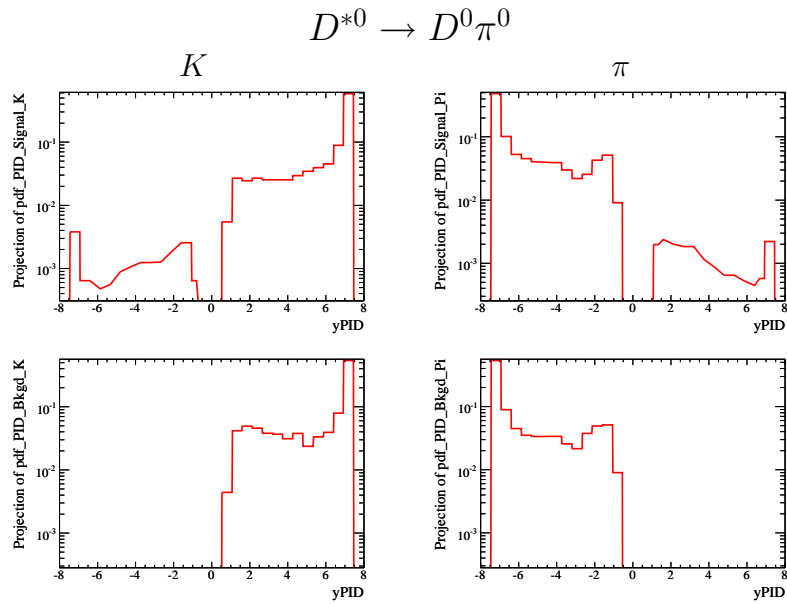 D*0 → D0π0
K π
Projection of pdf_PID_Signal_K
10-1
10-2
10-3
-8 -6 -4 -2 0 2 4 6 8
yPID
Projection of pdf_PID_Signal_Pi
10-1
10-2
10-3
-8 -6 -4 -2 0 2 4 6 8
yPID
Projection of pdf_PID_Bkgd_K
10-1
10-2
10-3
-8 -6 -4 -2 0 2 4 6 8
yPID
Projection of pdf_PID_Bkgd_Pi
10-1
10-2
10-3
-8 -6 -4 -2 0 2 4 6 8
yPID